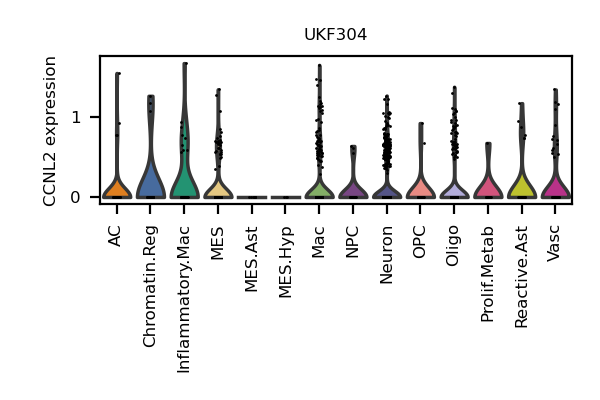 UKF304
CCNL2 expression
1
0
AC
Chromatin.Reg
Inflammatory.Mac
MES
MES.Ast
MES.Hyp
Mac
NPC
Neuron
OPC
Oligo
Prolif.Metab
Reactive.Ast
Vasc